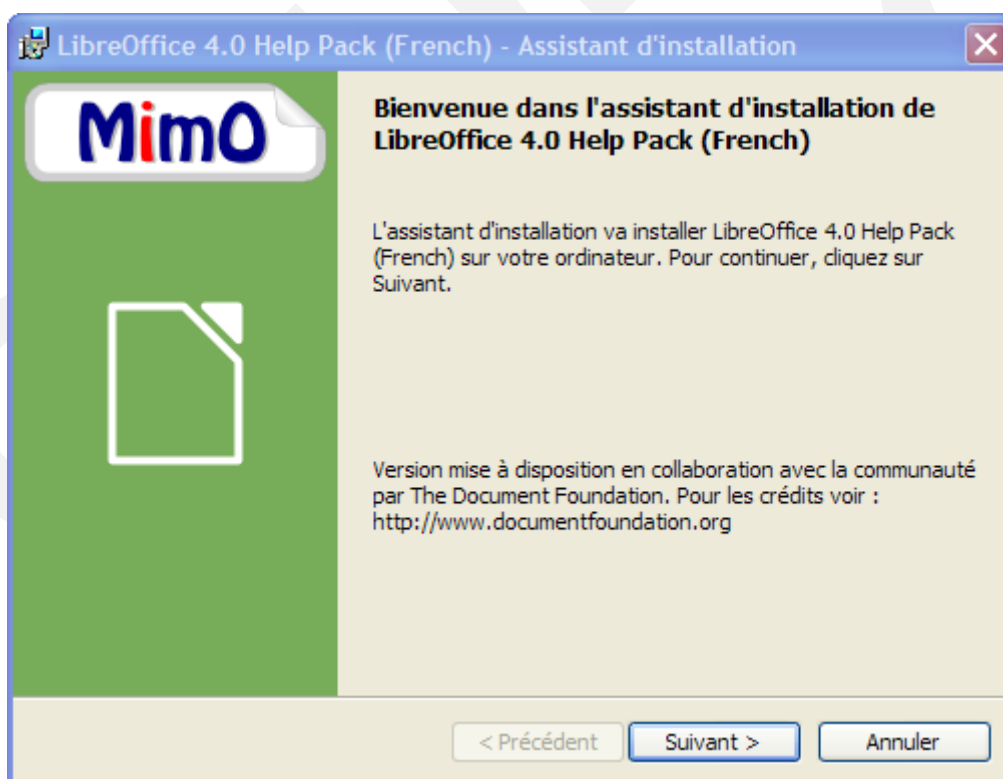 LibreOffice 4.0 Help Pack (French) - Assistant d'installation
MimO
Bienvenue dans l'assistant d'installation de
LibreOffice 4.0 Help Pack (French)
L'assistant d'installation va installer LibreOffice 4.0 Help Pack
(French) sur votre ordinateur. Pour continuer, cliquez sur
Suivant.
Version mise à disposition en collaboration avec la communauté
par The Document Foundation. Pour les crédits voir :
http://www.documentfoundation.org
< Précédent Suivant > Annuler